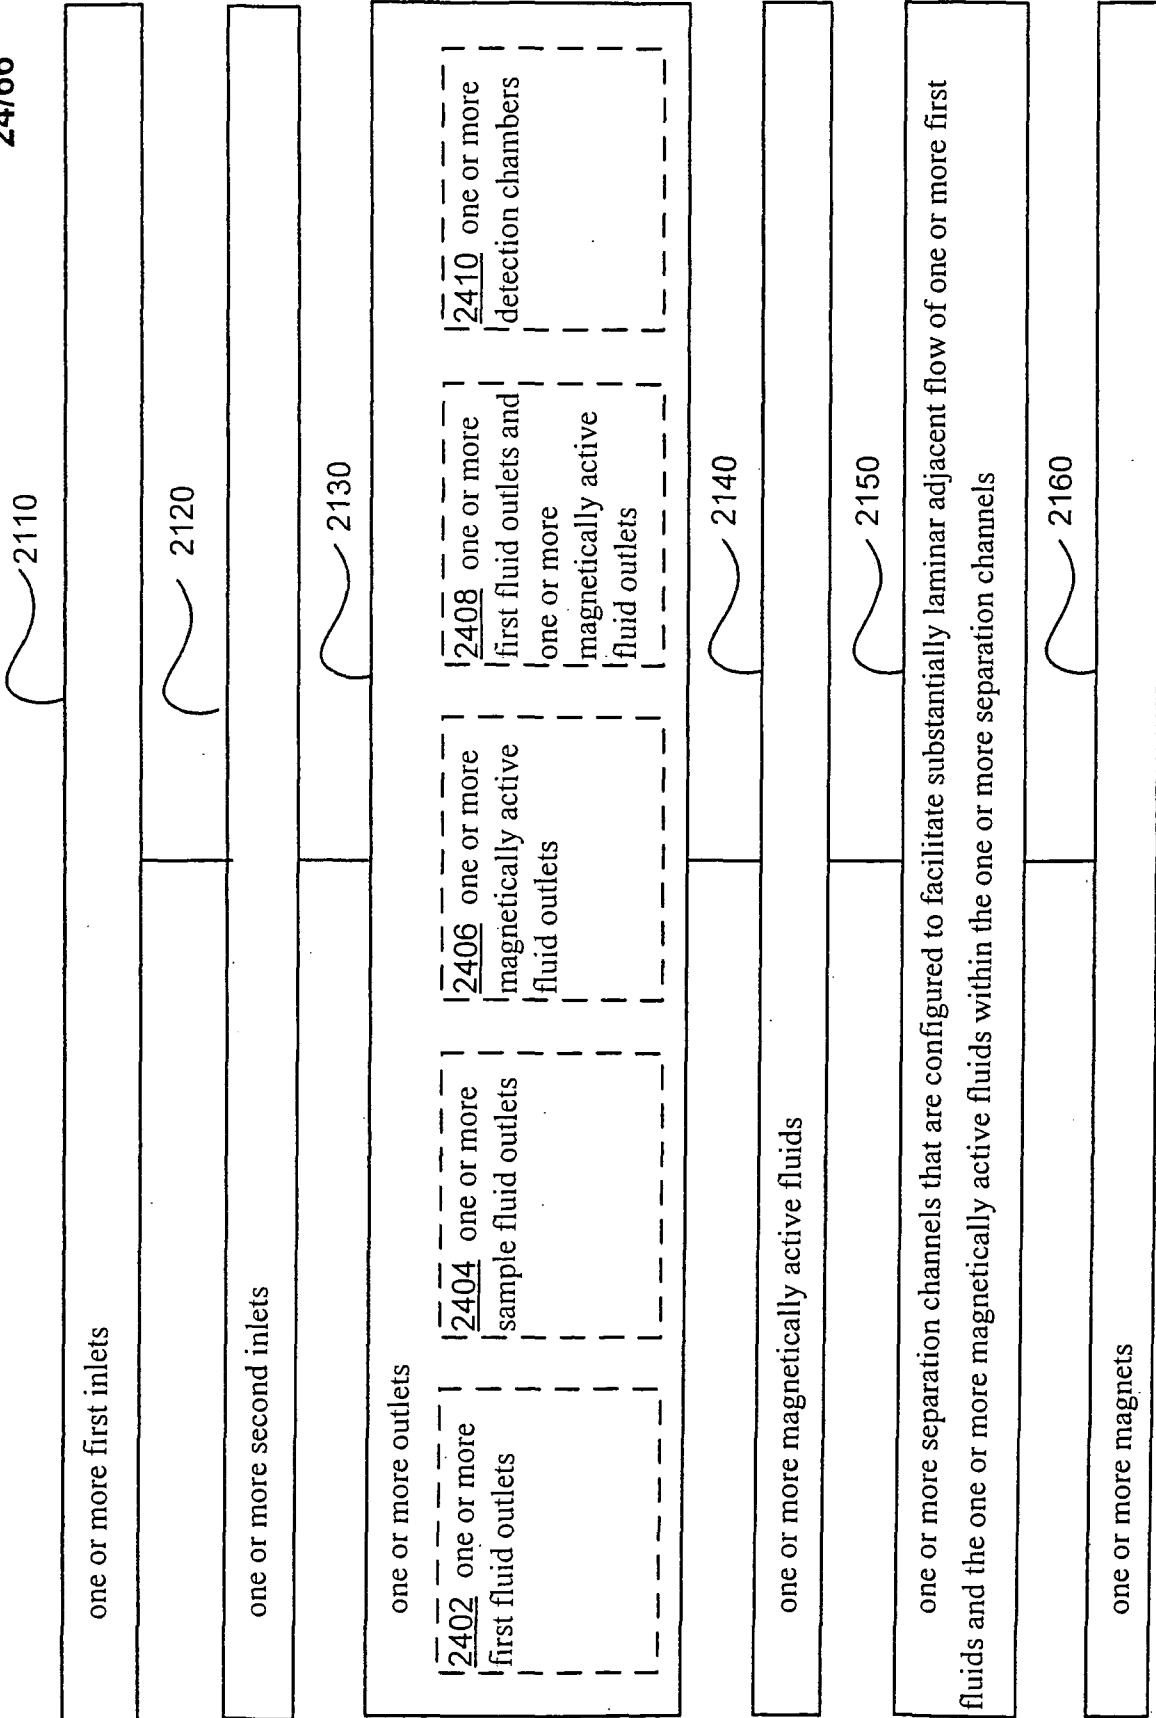 24/66
2110
one or more first inlets
2120
one or more second inlets
2130
one or more outlets
2402 one or more
first fluid outlets
2404 one or more
sample fluid outlets
2406 one or more
magnetically active
fluid outlets
2408 one or more
first fluid outlets and
one or more
magnetically active
fluid outlets
2410 one or more
detection chambers
2140
one or more magnetically active fluids
2150
one or more separation channels that are configured to facilitate substantially laminar adjacent flow of one or more first
fluids and the one or more magnetically active fluids within the one or more separation channels
2160
one or more magnets